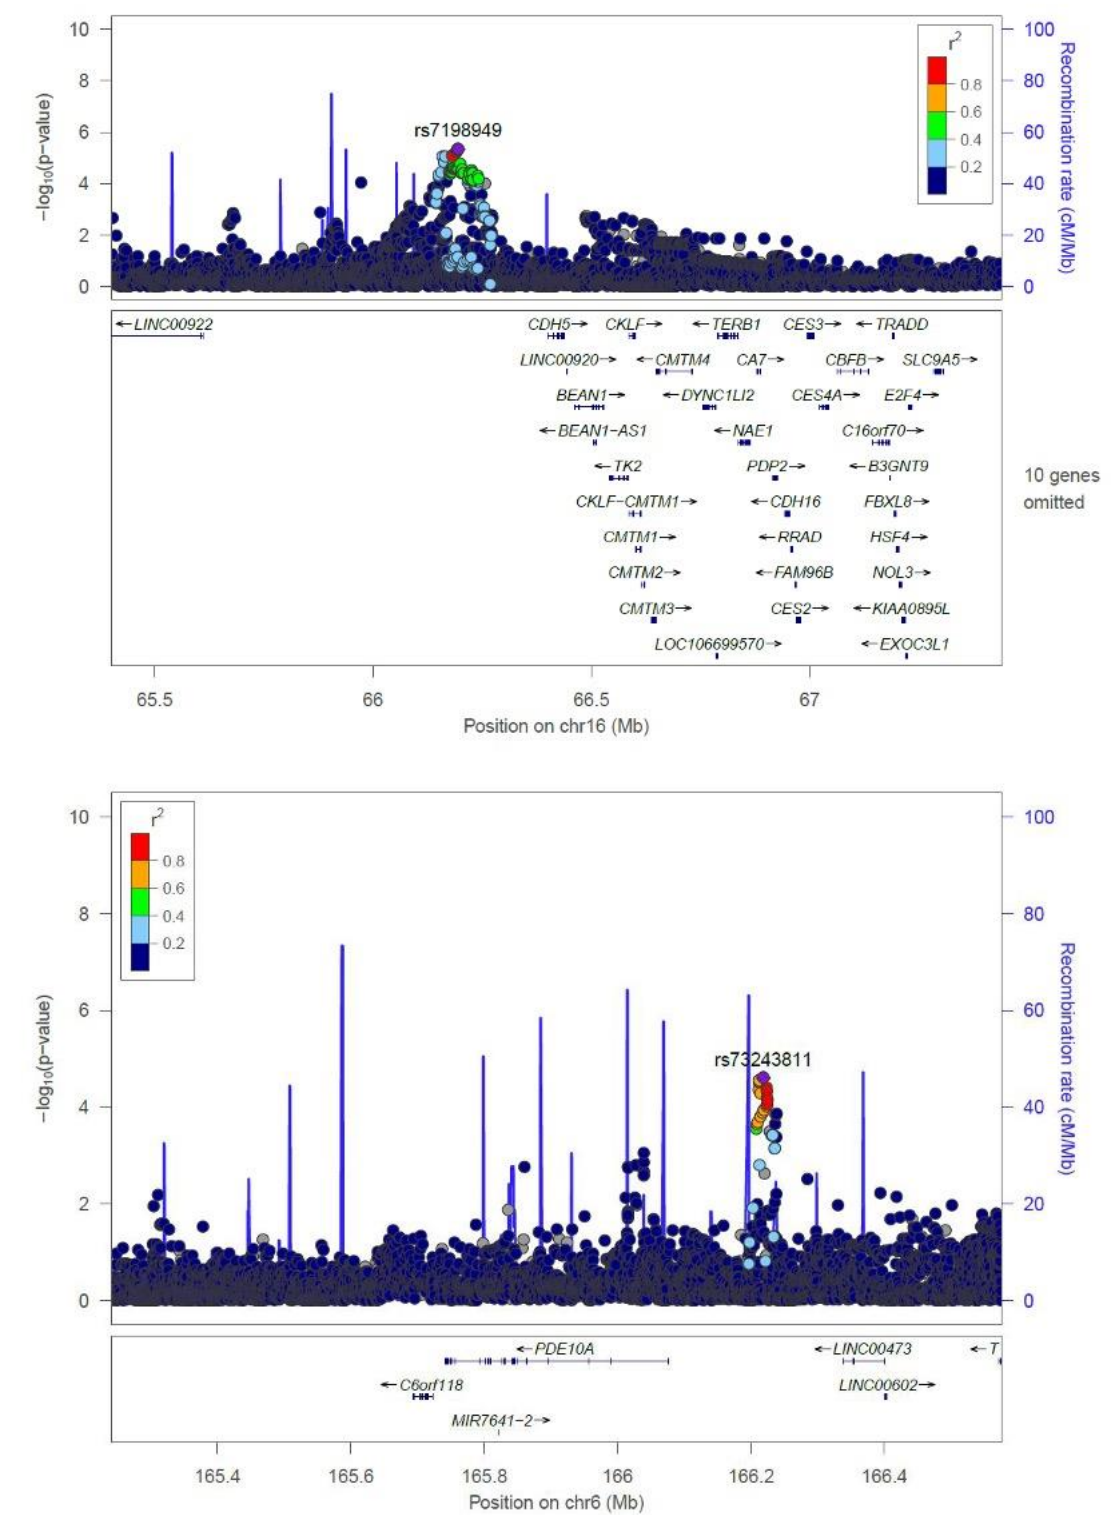 10
8
6
4
2
0
−log10(p−value)
100
80
60
40
20
0
Recombination rate (cM/Mb)
r2
0.8
0.6
0.4
0.2
rs7198949
←LINC00922
CDH5→
CKLF→
←TERB1
CES3→
←TRADD
LINC00920→
←CMTM4
CA7→
CBFB→
SLC9A5→
BEAN1→
←DYNC1LI2
CES4A→
E2F4→
←BEAN1−AS1
←NAE1
C16orf70→
←TK2
PDP2→
←B3GNT9
10 genes
omitted
CKLF−CMTM1→
←CDH16
FBXL8→
CMTM1→
←RRAD
HSF4→
CMTM2→
←FAM96B
NOL3→
CMTM3→
CES2→
←KIAA0895L
LOC106699570→
←EXOC3L1
65.5
66
66.5
67
Position on chr16 (Mb)
10
8
6
4
2
0
−log10(p−value)
100
80
60
40
20
0
Recombination rate (cM/Mb)
r2
0.8
0.6
0.4
0.2
rs73243811
←PDE10A
←LINC00473
←T
←C6orf118
LINC00602→
MIR7641−2→
165.4
165.6
165.8
166
166.2
166.4
Position on chr6 (Mb)